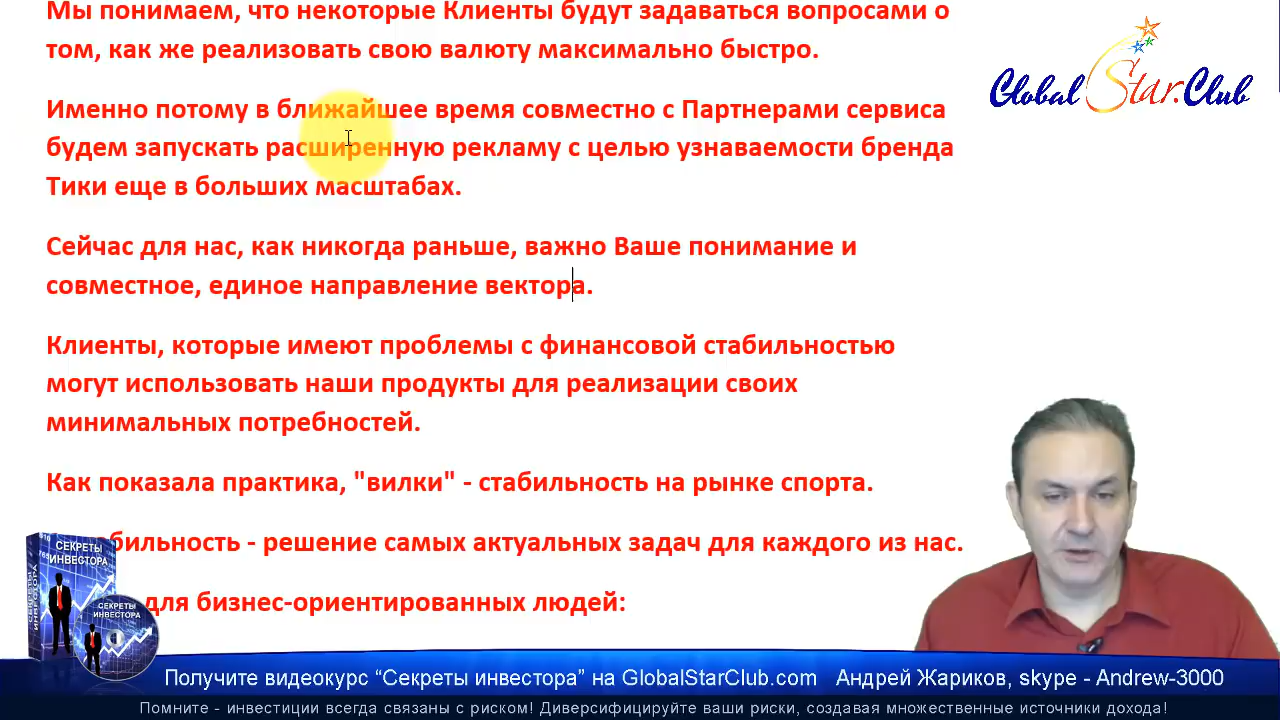 Мы понимаем, что некоторые Клиенты будут задаваться вопросами о
том, как же реализовать свою валюту максимально быстро.
Global Star.Club
Именно потому в ближайшее время совместно с Партнерами сервиса
будем запускать расширенную рекламу с целью узнаваемости бренда
Тики еще в больших масштабах.
Сейчас для нас, как никогда раньше, важно Ваше понимание и
совместное, единое направление вектора.
Клиенты, которые имеют проблемы с финансовой стабильностью
могут использовать наши продукты для реализации своих
минимальных потребностей.
Как показала практика, "вилки" - стабильность на рынке спорта.
бильность - решение самых актуальных задач для каждого из нас.
для бизнес-ориентированных людей:
СЕКРЕТЫ
ИНВЕСТОРА
СЕКРЕТЫ
ИНВЕСТОРА
Получите видеокурс “Секреты инвестора” на GlobalStarClub.com Андрей Жариков, skype - Andrew-3000
Помните - инвестиции всегда связаны с риском! Диверсифицируйте ваши риски, создавая множественные источники дохода!